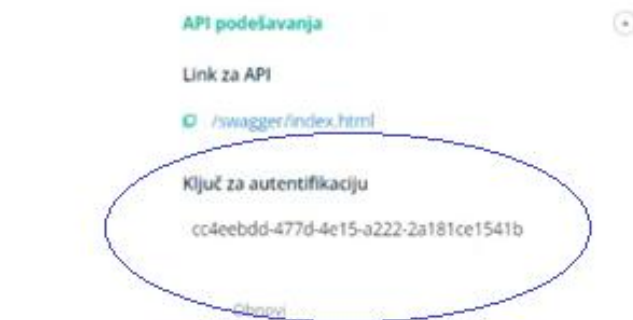 API podešavanja
Link za API
/swagger/index.html
Ključ za autentifikaciju
cc4eebdd-477d-4e15-a222-2a181ce1541b
Obnovi